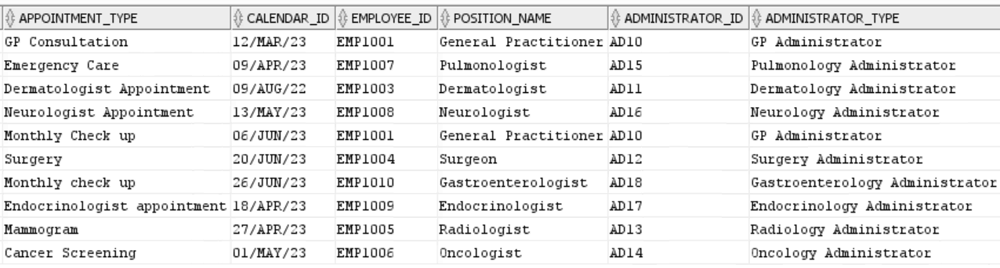 APPOINTMENT_TYPE CALENDAR_ID EMPLOYEE_ID POSITION_NAME ADMINISTRATOR_ID ADMINISTRATOR_TYPE
GP Consultation 12/MAR/23 EMP1001 General Practitioner AD10 GP Administrator
Emergency Care 09/APR/23 EMP1007 Pulmonologist AD15 Pulmonology Administrator
Dermatologist Appointment 09/AUG/22 EMP1003 Dermatologist AD11 Dermatology Administrator
Neurologist Appointment 13/MAY/23 EMP1008 Neurologist AD16 Neurology Administrator
Monthly Check up 06/JUN/23 EMP1001 General Practitioner AD10 GP Administrator
Surgery 20/JUN/23 EMP1004 Surgeon AD12 Surgery Administrator
Monthly check up 26/JUN/23 EMP1010 Gastroenterologist AD18 Gastroenterology Administrator
Endocrinologist appointment 18/APR/23 EMP1009 Endocrinologist AD17 Endocrinology Administrator
Mammogram 27/APR/23 EMP1005 Radiologist AD13 Radiology Administrator
Cancer Screening 01/MAY/23 EMP1006 Oncologist AD14 Oncology Administrator